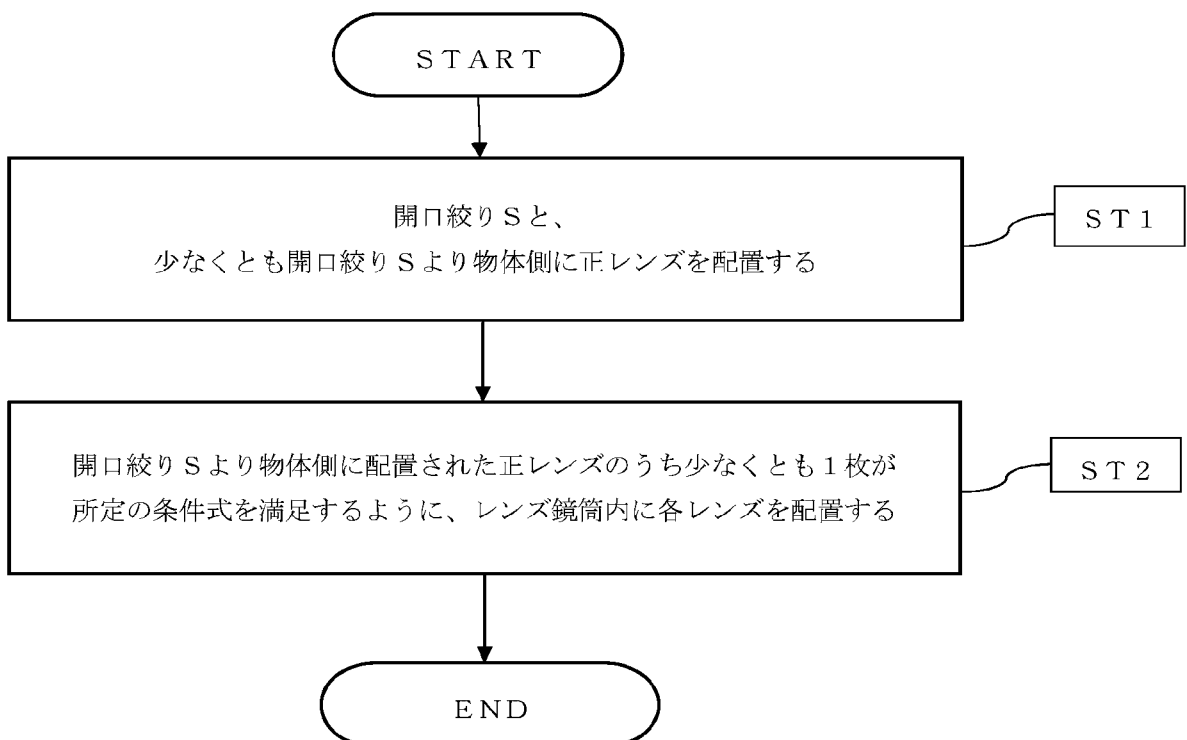 START
開口絞りSと、
少なくとも開口絞りSより物体側に正レンズを配置する
ST1
開口絞りSより物体側に配置された正レンズのうち少なくとも1枚が
所定の条件式を満足するように、レンズ鏡筒内に各レンズを配置する
ST2
END